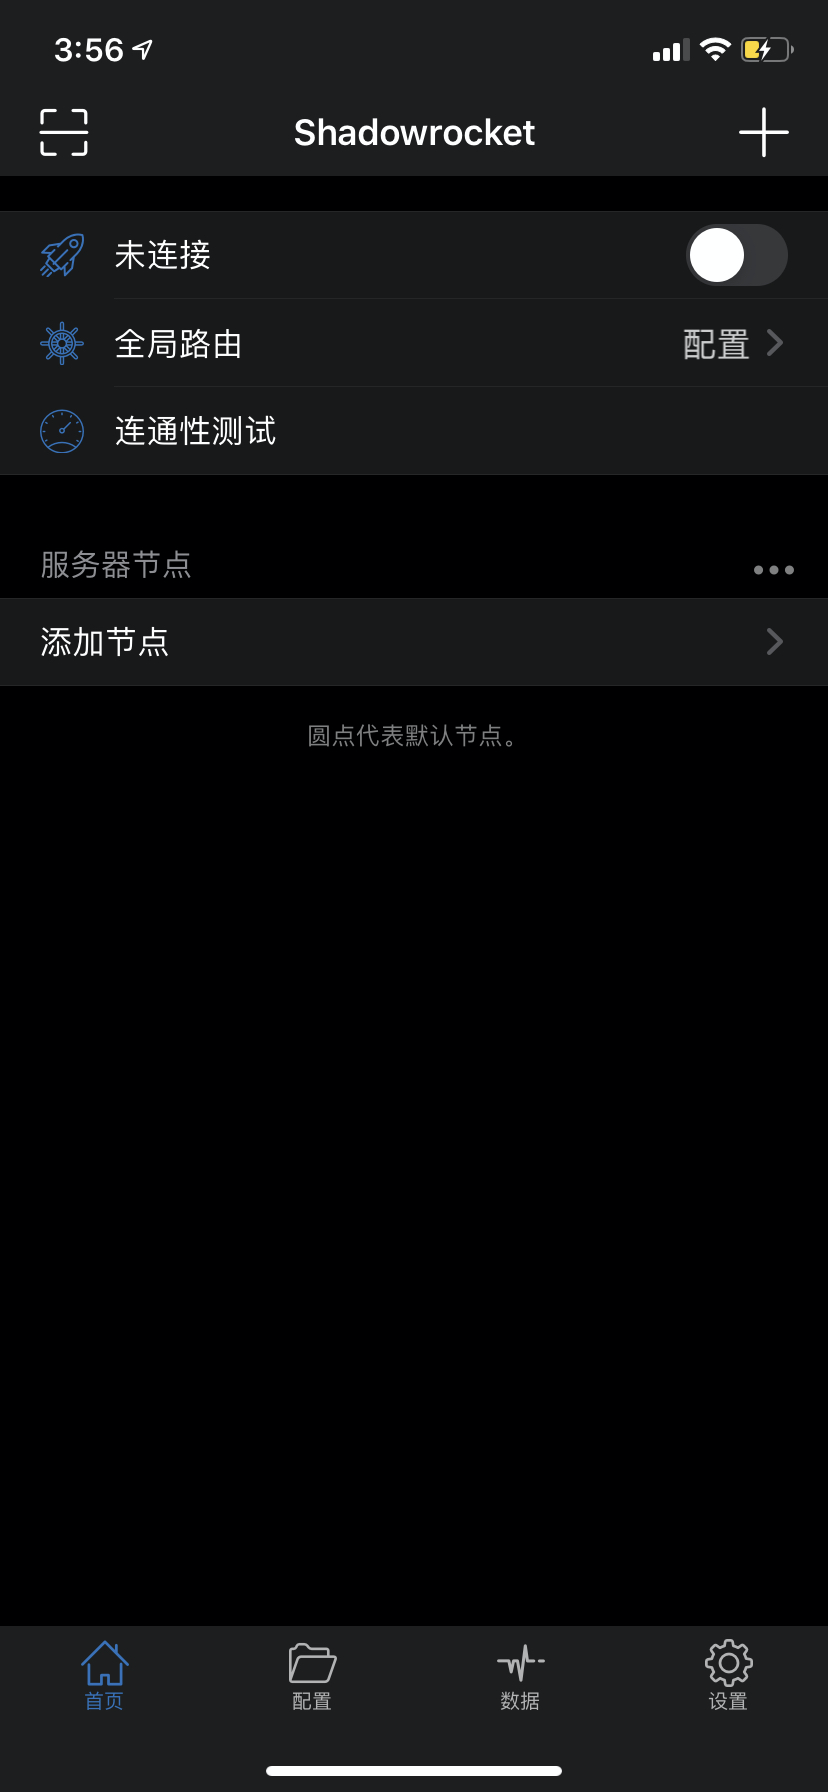 3:56
Shadowrocket
未连接
全局路由 配置
连通性测试
服务器节点
添加节点
圆点代表默认节点。
首页 配置 数据 设置